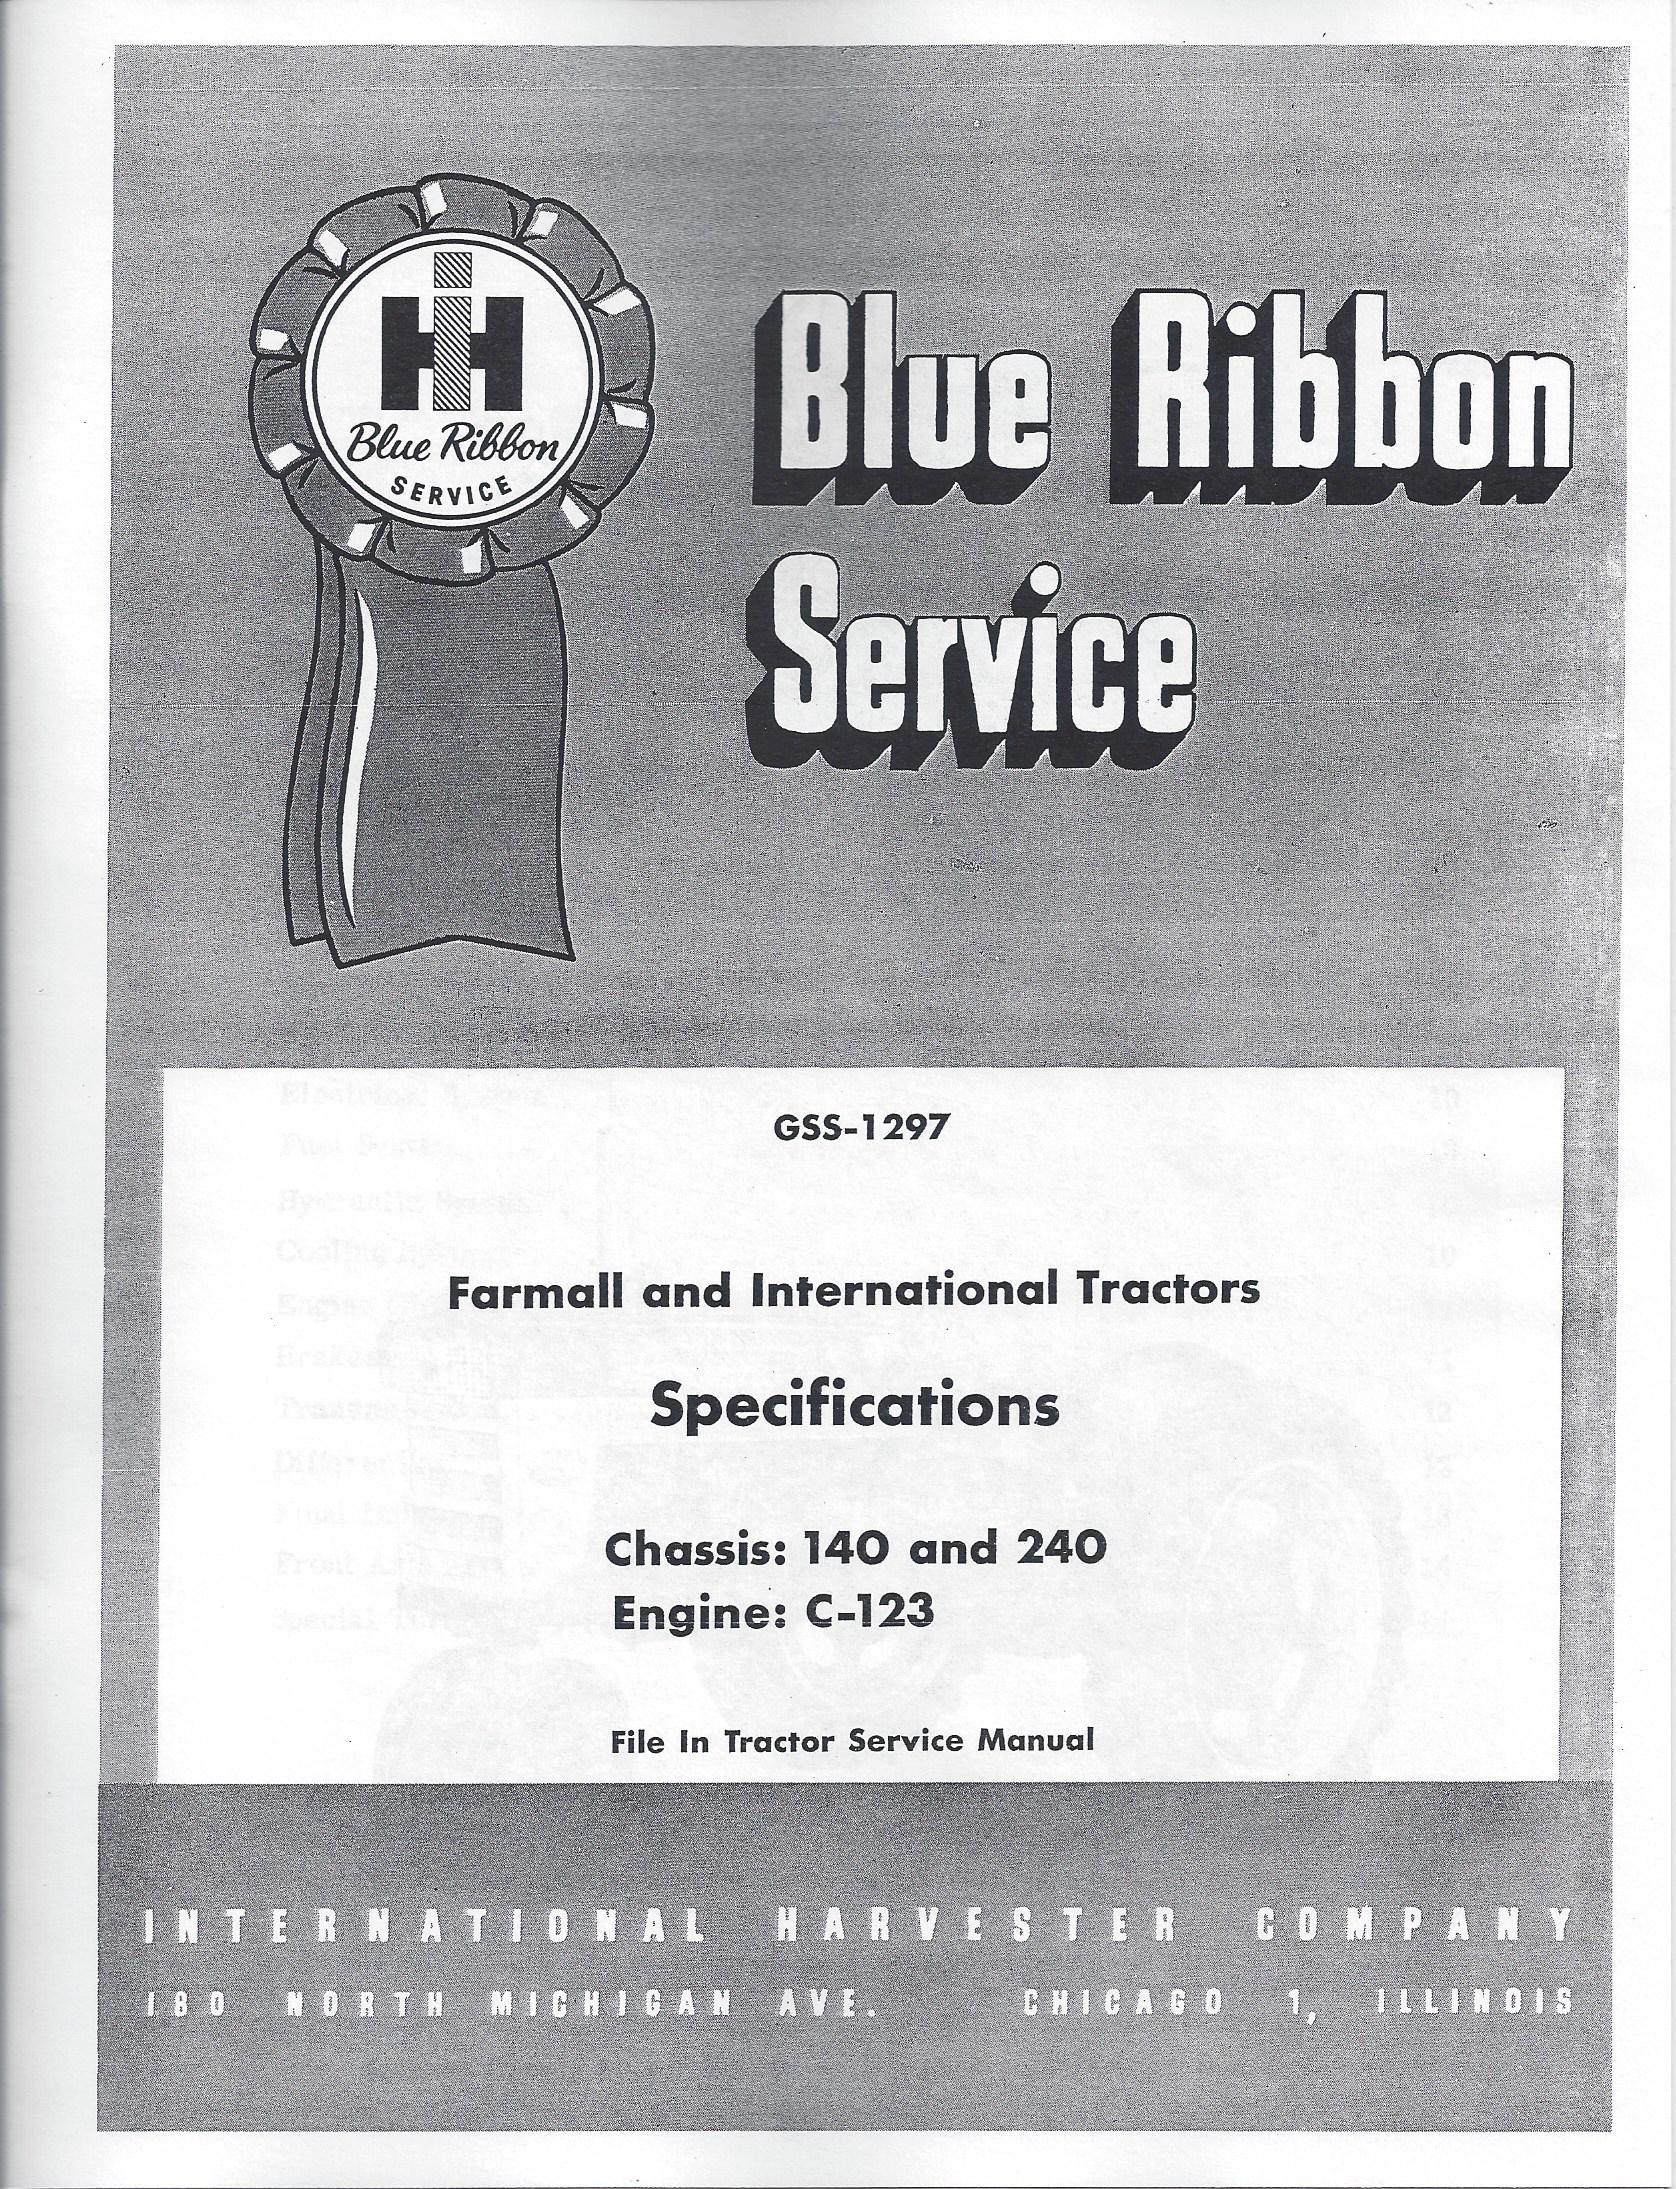 IH
Blue Ribbon
SERVICE
Blue Ribbon
Service
GSS-1297
Farmall and International Tractors
Specifications
Chassis: 140 and 240
Engine: C-123
File In Tractor Service Manual
INTERNATIONAL HARVESTER COMPANY
180 NORTH MICHIGAN AVE. CHICAGO 1, ILLINOIS